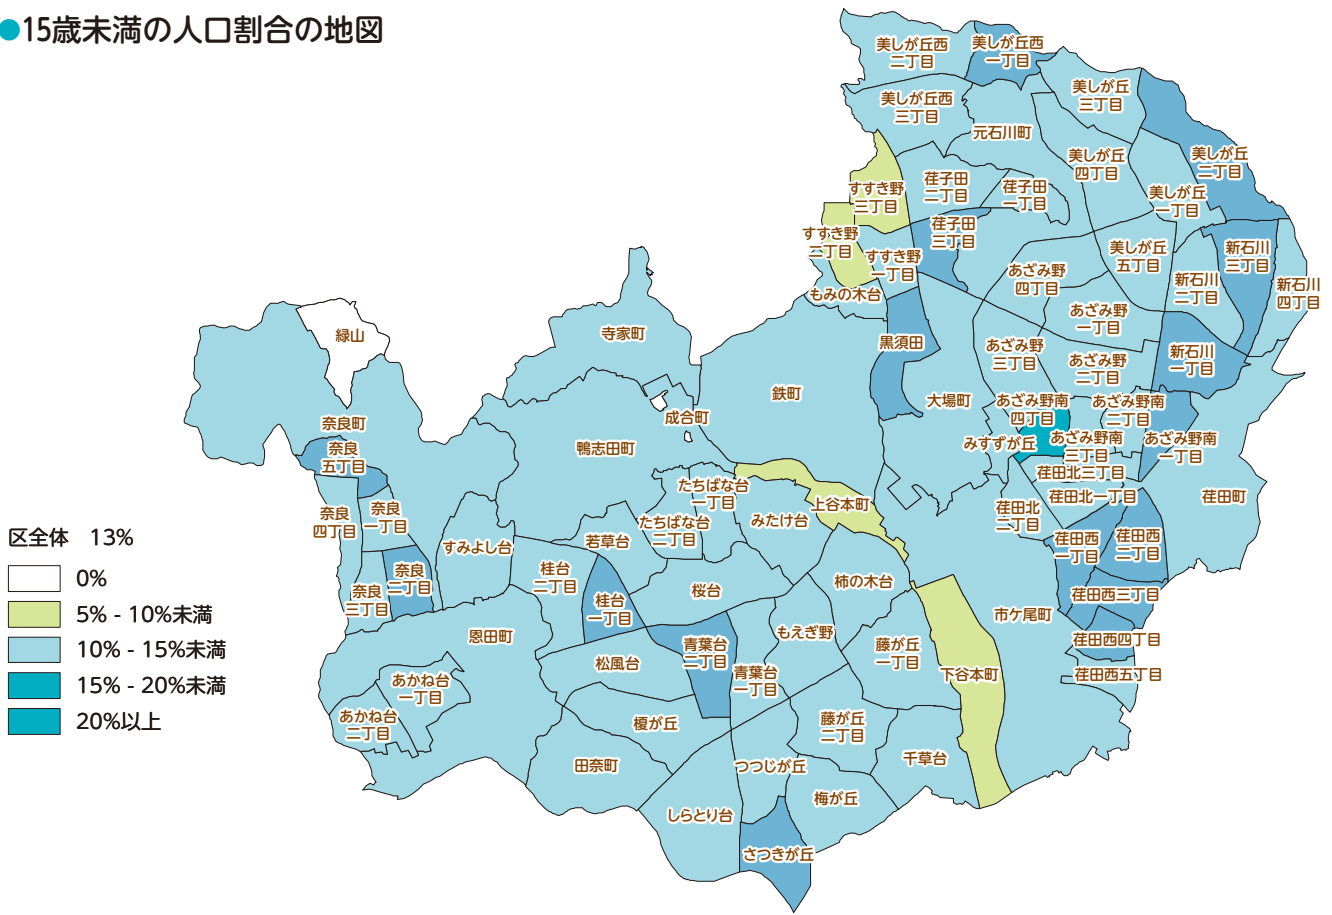 ●15歳未満の人口割合の地図
美しが丘西
二丁目
美しが丘西
一丁目
美しが丘
三丁目
美しが丘西
三丁目
元石川町
美しが丘
四丁目
美しが丘
二丁目
美しが丘
一丁目
すすき野
三丁目
荏子田
二丁目
荏子田
一丁目
荏子田
三丁目
すすき野
二丁目
すすき野
一丁目
もみの木台
あざみ野
四丁目
美しが丘
五丁目
新石川
三丁目
新石川
二丁目
新石川
四丁目
あざみ野
一丁目
緑山
寺家町
黒須田
あざみ野
三丁目
あざみ野
二丁目
新石川
一丁目
鉄町
大場町
あざみ野南
四丁目
あざみ野南
二丁目
奈良町
成合町
みすずが丘
あざみ野南
三丁目
あざみ野南
一丁目
奈良
五丁目
鴨志田町
荏田北三丁目
荏田北一丁目
荏田町
たちばな台
一丁目
上谷本町
荏田北
二丁目
奈良
四丁目
奈良
一丁目
たちばな台
二丁目
みたけ台
すみよし台
若草台
荏田西
一丁目
荏田西
二丁目
区全体 13%
0%
5% - 10%未満
10% - 15%未満
15% - 20%未満
20%以上
奈良
二丁目
奈良
三丁目
桂台
二丁目
桂台
一丁目
桜台
柿の木台
荏田西三丁目
市ケ尾町
恩田町
もえぎ野
荏田西四丁目
松風台
青葉台
二丁目
青葉台
一丁目
藤が丘
一丁目
下谷本町
荏田西五丁目
あかね台
一丁目
あかね台
二丁目
榎が丘
藤が丘
二丁目
田奈町
つつじが丘
千草台
しらとり台
梅が丘
さつきが丘